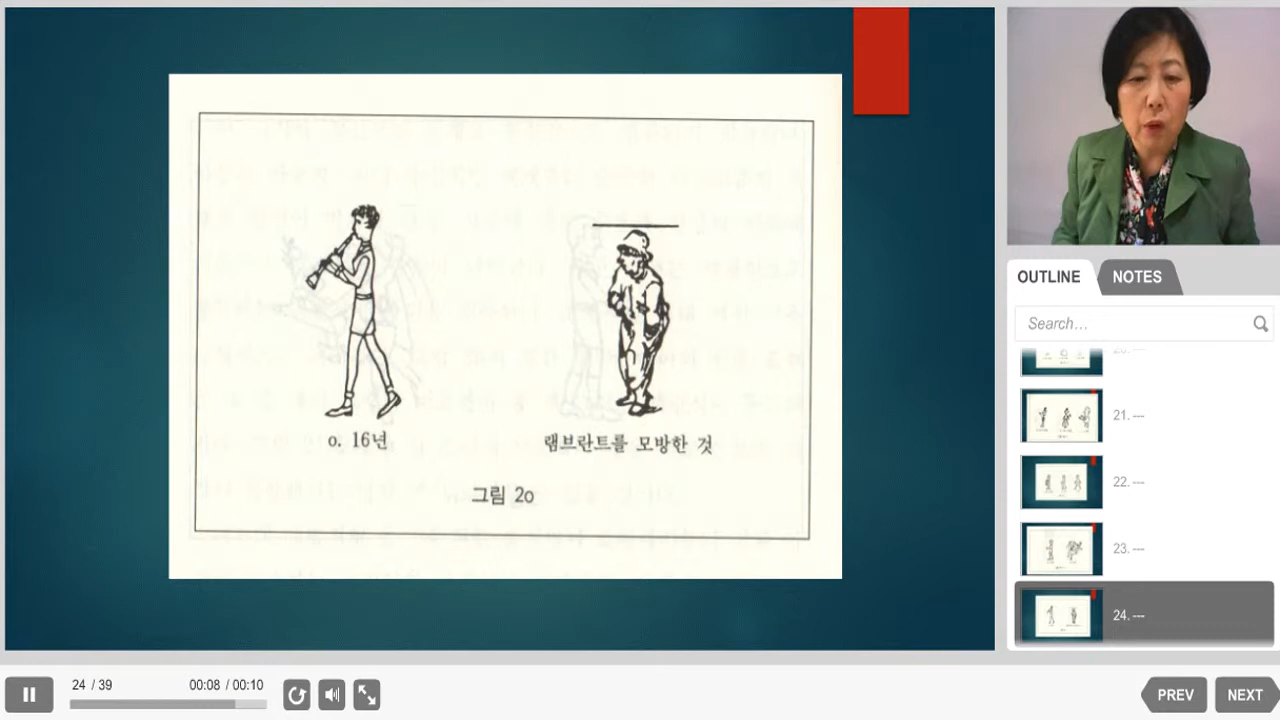 o. 16년
램브란트를 모방한 것
그림 2o
OUTLINE
NOTES
Search...
21. ---
22. ---
23. ---
24. ---
24 / 39
00:08 / 00:10
PREV
NEXT